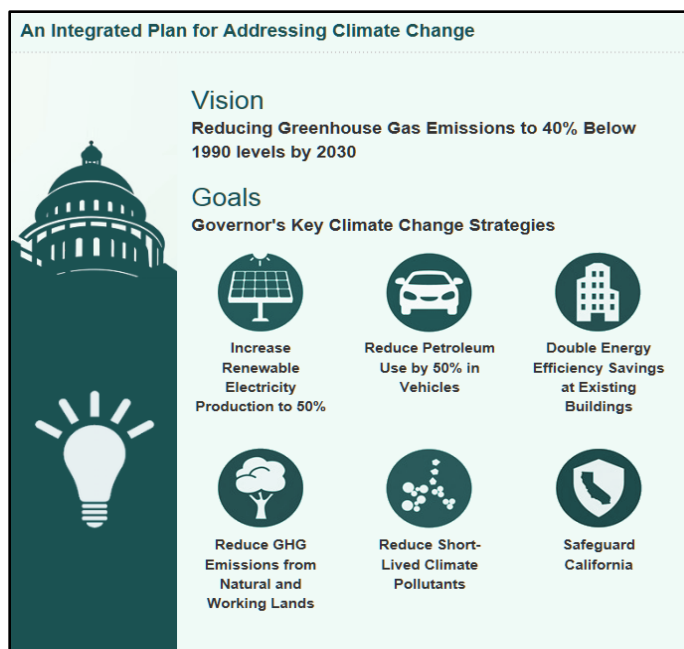 An Integrated Plan for Addressing Climate Change
Vision
Reducing Greenhouse Gas Emissions to 40% Below
1990 levels by 2030
Goals
Governor's Key Climate Change Strategies
Increase
Renewable
Electricity
Production to 50%
Reduce Petroleum
Use by 50% in
Vehicles
Double Energy
Efficiency Savings
at Existing
Buildings
Reduce GHG
Emissions from
Natural and
Working Lands
Reduce Short-
Lived Climate
Pollutants
Safeguard
California